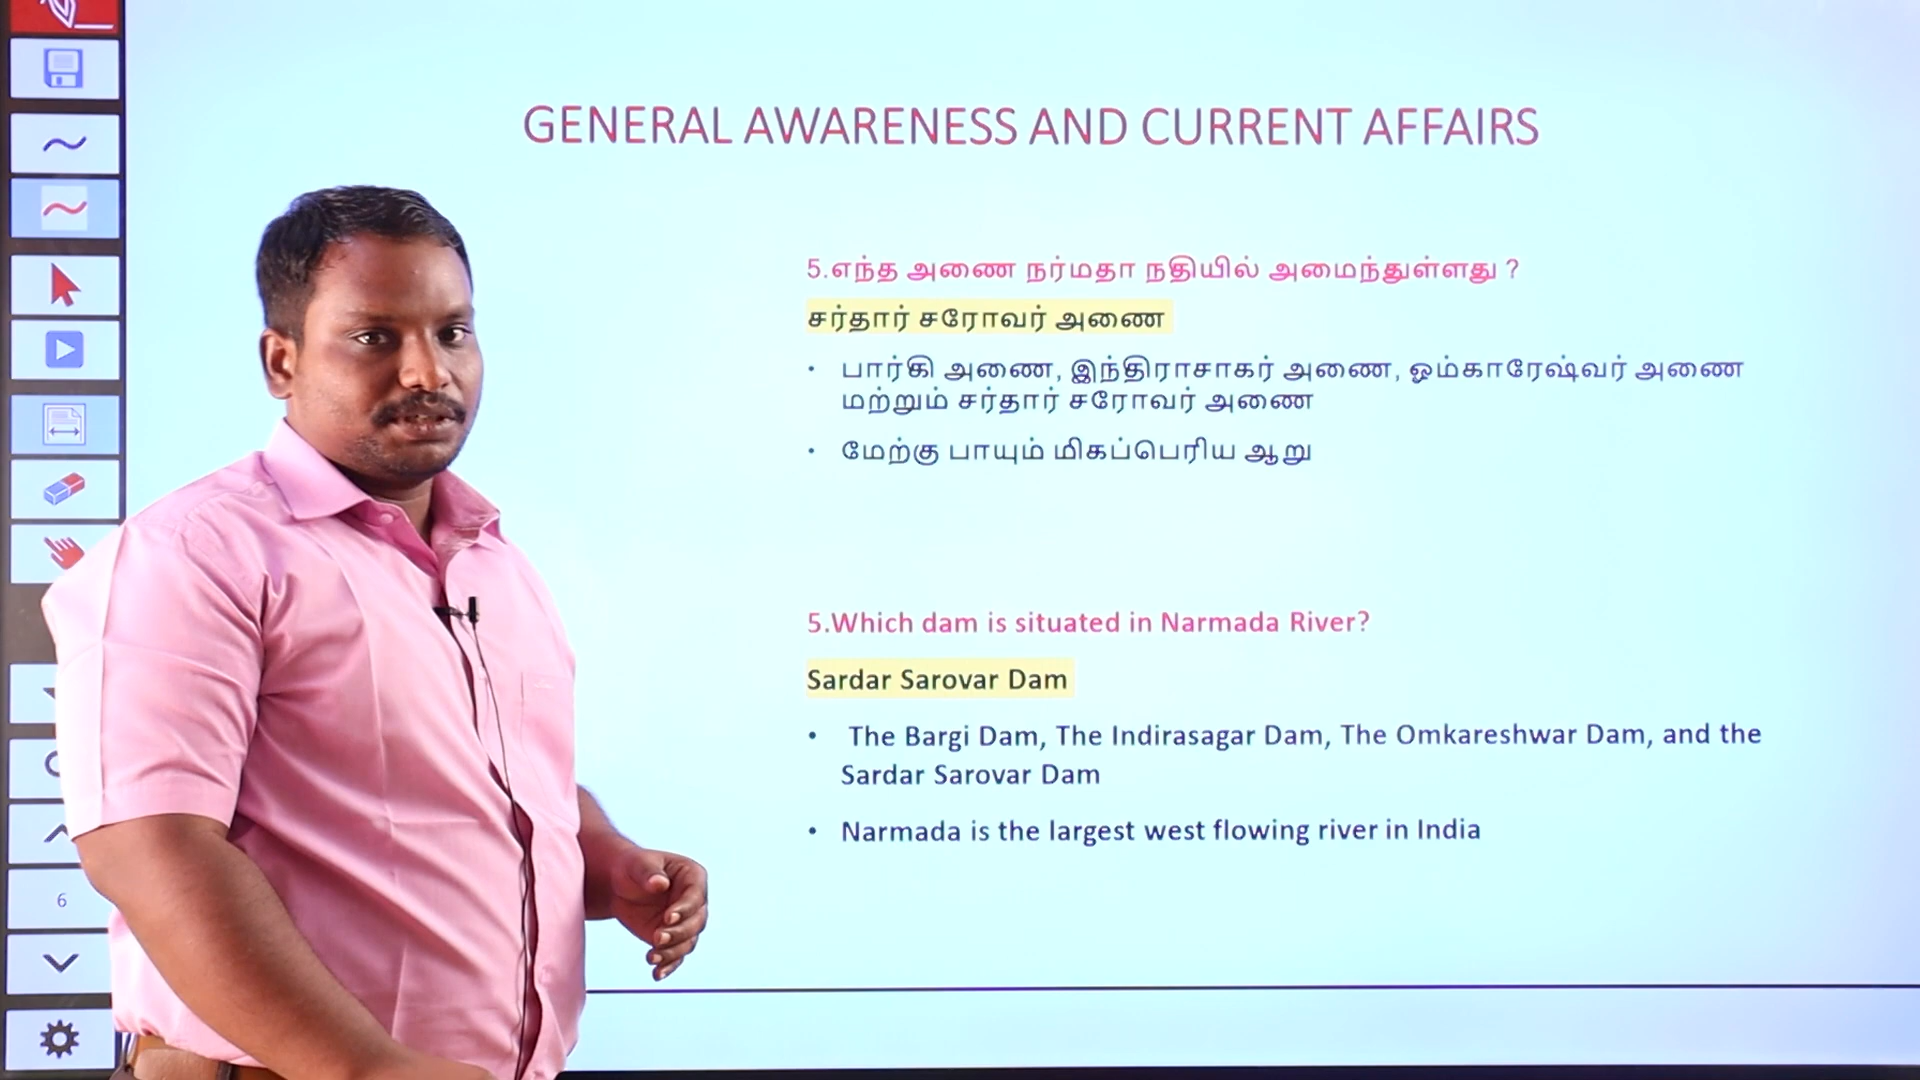 GENERAL AWARENESS AND CURRENT AFFAIRS
5.எந்த அணை நர்மதா நதியில் அமைந்துள்ளது ?
சர்தார் சரோவர் அணை
• பார்கி அணை, இந்திராசாகர் அணை, ஓம்காரேஷ்வர் அணை
மற்றும் சர்தார் சரோவர் அணை
• மேற்கு பாயும் மிகப்பெரிய ஆறு
5.Which dam is situated in Narmada River?
Sardar Sarovar Dam
• The Bargi Dam, The Indirasagar Dam, The Omkareshwar Dam, and the
Sardar Sarovar Dam
• Narmada is the largest west flowing river in India
6